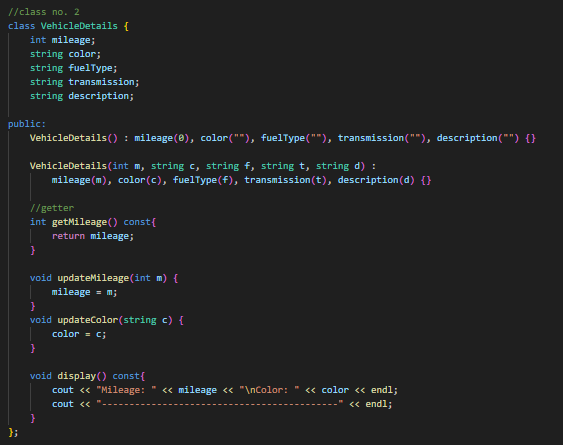 //class no. 2
class VehicleDetails {
    int mileage;
    string color;
    string fuelType;
    string transmission;
    string description;

public:
    VehicleDetails() : mileage(0), color(""), fuelType(""), transmission(""), description("") {}

    VehicleDetails(int m, string c, string f, string t, string d) :
        mileage(m), color(c), fuelType(f), transmission(t), description(d) {}

    //getter
    int getMileage() const{
        return mileage;
    }

    void updateMileage(int m) {
        mileage = m;
    }
    void updateColor(string c) {
        color = c;
    }

    void display() const{
        cout << "Mileage: " << mileage << "\nColor: " << color << endl;
        cout << "-------------------------------------------" << endl;
    }
};